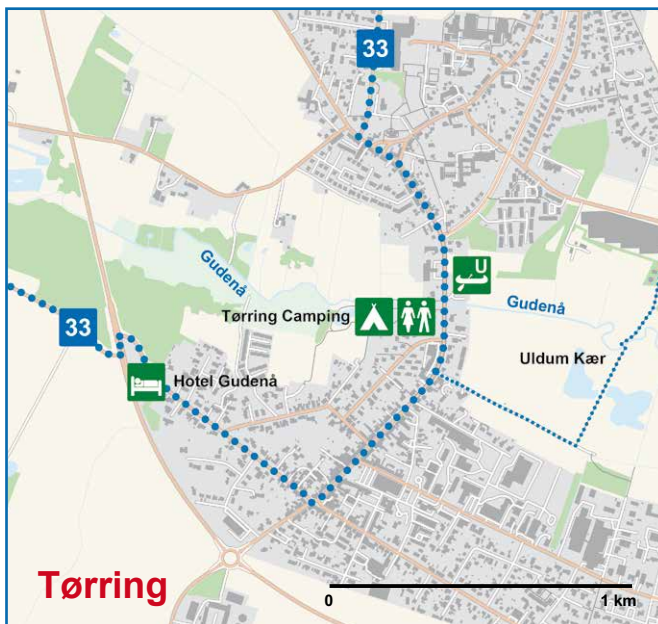 33
U
Gudenå
Gudenå
Tørring Camping
33
Uldum Kær
Hotel Gudenå
Tørring
0
1 km